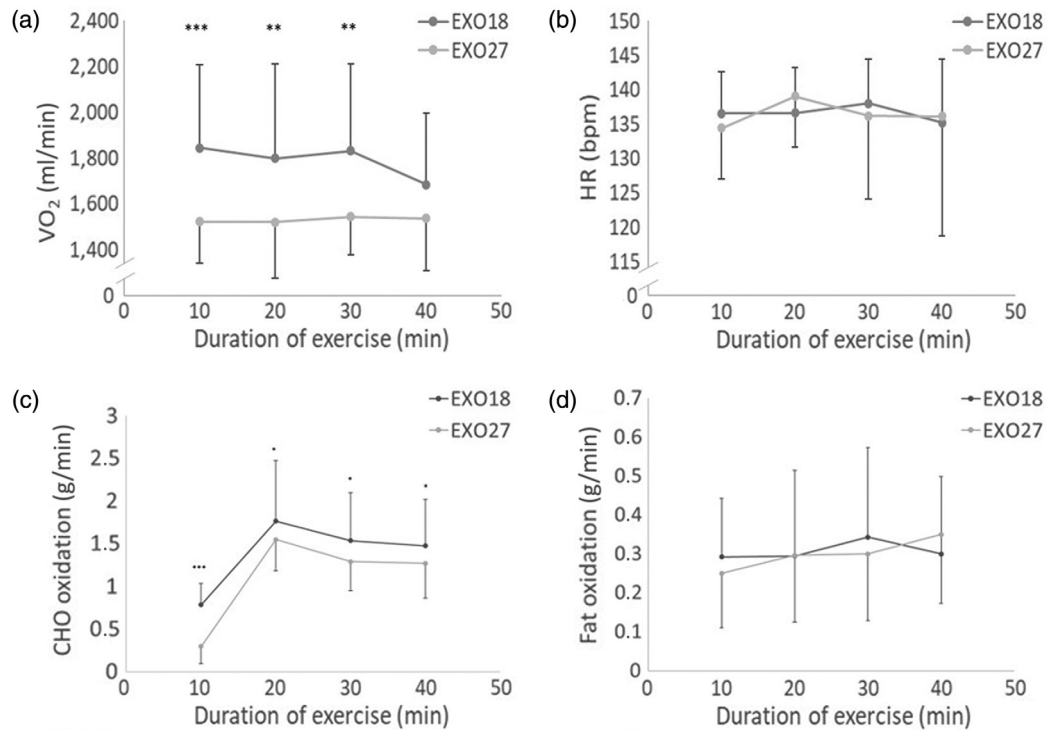 (a)
2,400
2,200
2,000
1,800
1,600
1,400
0
VO₂ (ml/min)
*** ** **
EXO18
EXO27
0 10 20 30 40 50
Duration of exercise (min)
(b)
150
145
140
135
130
125
120
115
0
HR (bpm)
EXO18
EXO27
0 10 20 30 40 50
Duration of exercise (min)
(c)
3
2.5
2
1.5
1
0.5
0
CHO oxidation (g/min)
EXO18
EXO27
0 10 20 30 40 50
Duration of exercise (min)
(d)
0.7
0.6
0.5
0.4
0.3
0.2
0.1
0
Fat oxidation (g/min)
EXO18
EXO27
0 10 20 30 40 50
Duration of exercise (min)